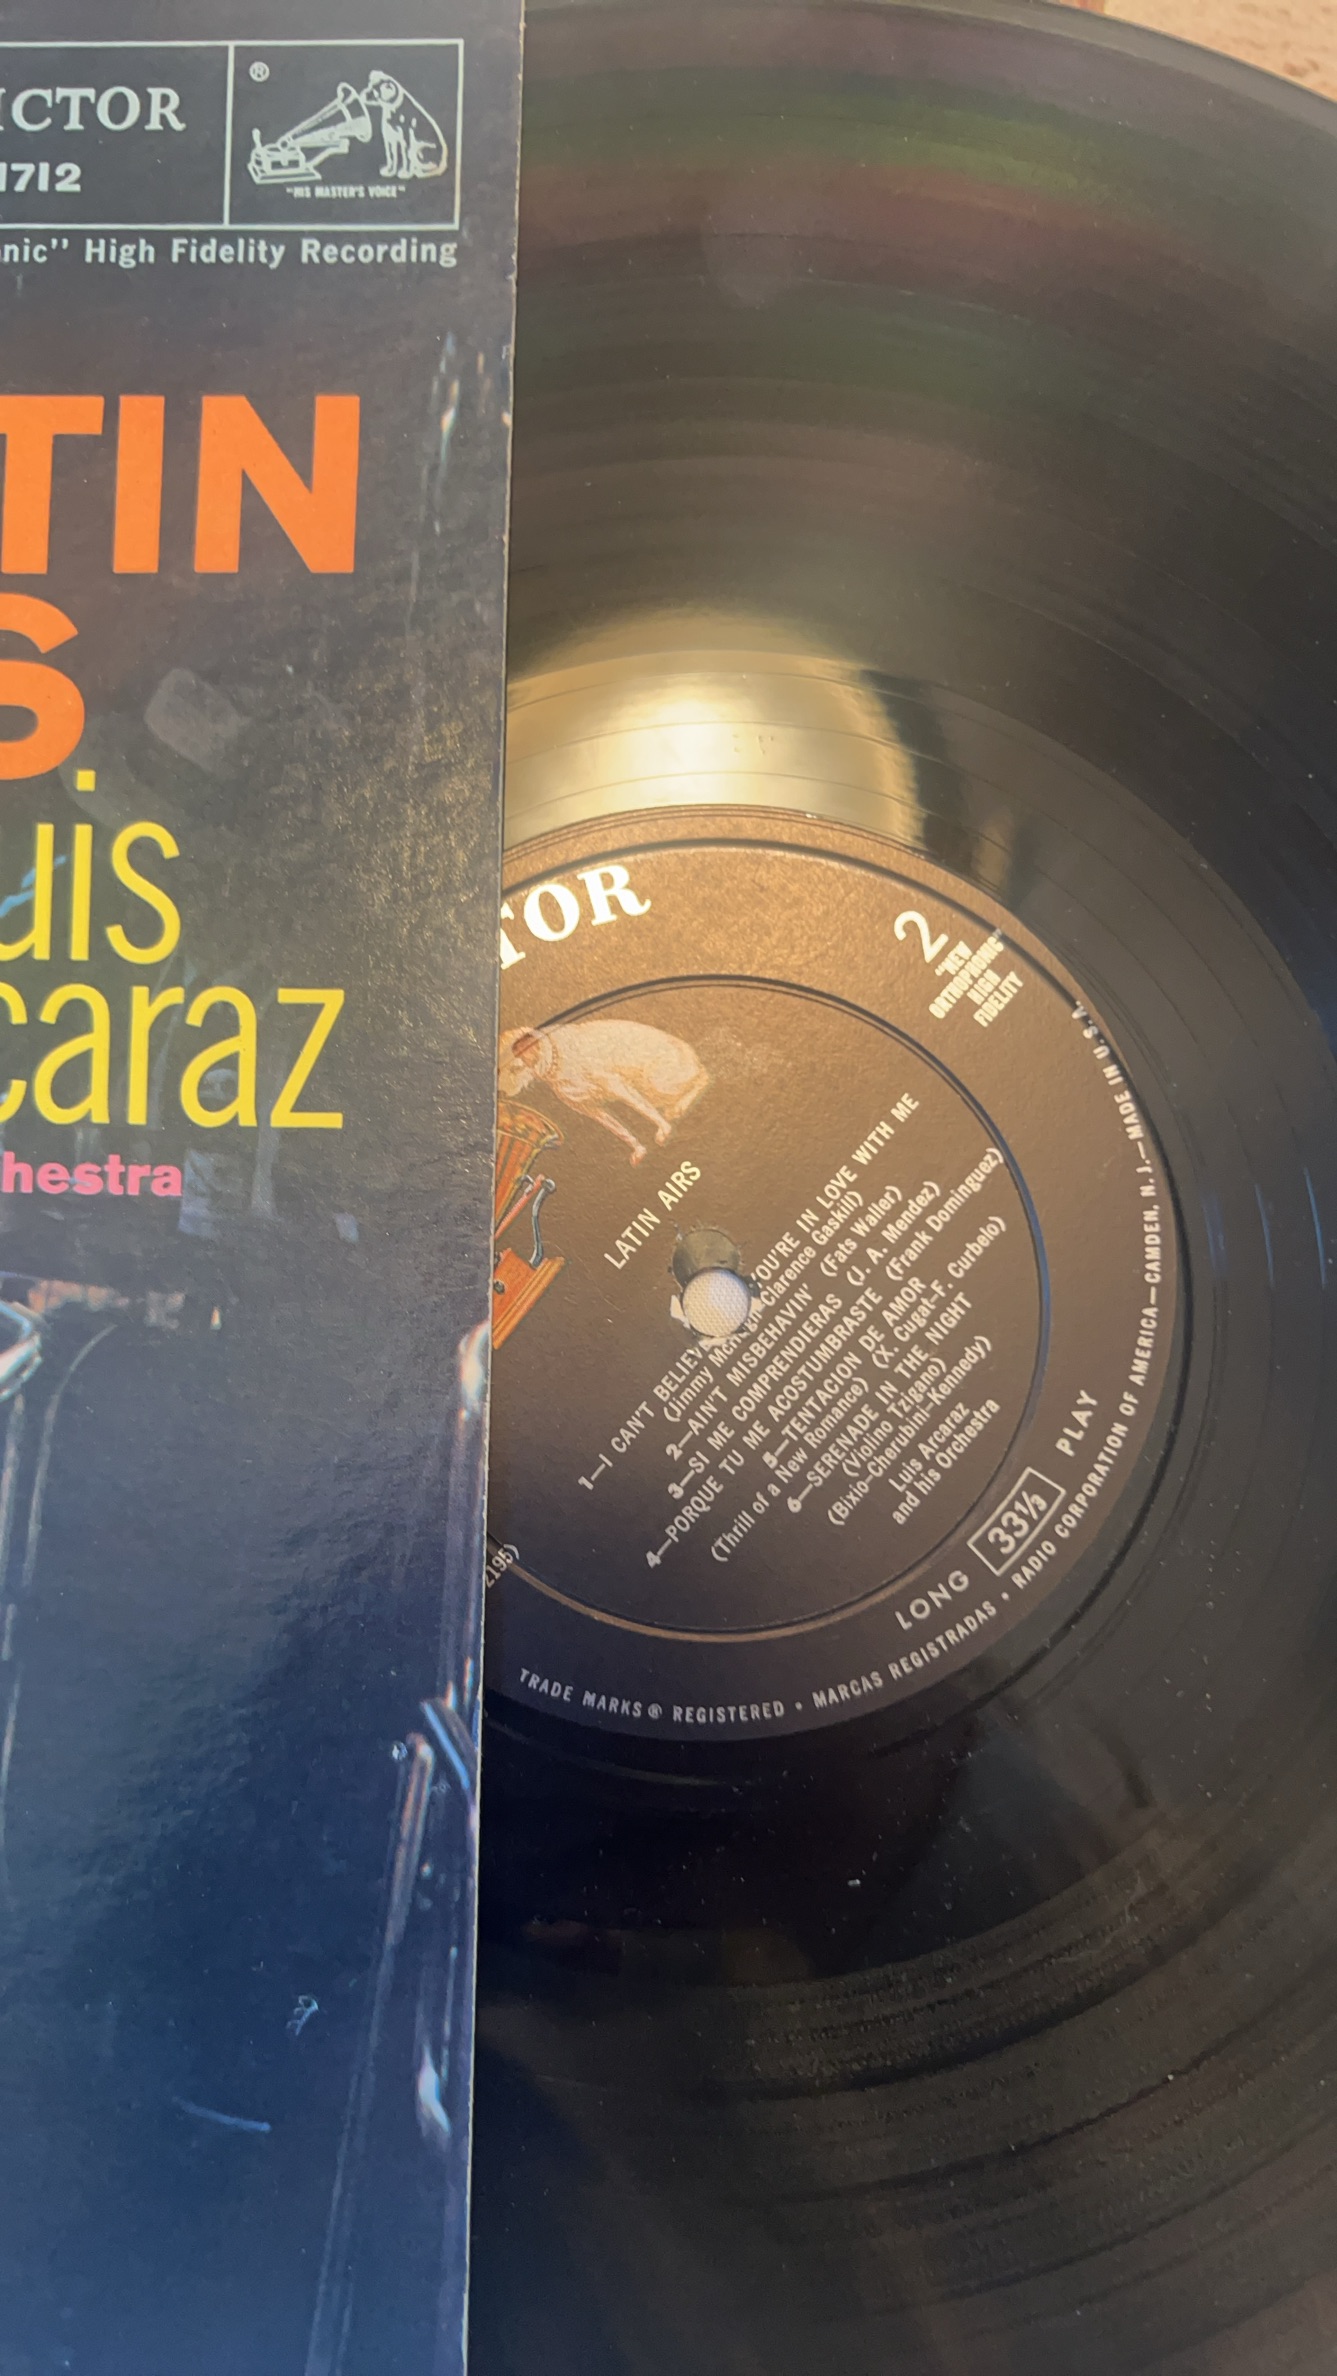 ICTOR
®
1712
"HIS MASTER'S VOICE"
nic" High Fidelity Recording
TIN
S
uis
caraz
hestra
TOR
2
"NEW
ORTHOPHONIC"
HIGH
FIDELITY
LATIN AIRS
1—I CAN'T BELIEVE YOU'RE IN LOVE WITH ME
(Jimmy McHugh-Clarence Gaskill)
2—AIN'T MISBEHAVIN' (Fats Waller)
3—SI ME COMPRENDIERAS (J. A. Mendez)
4—PORQUE TU ME ACOSTUMBRASTE (Frank Dominguez)
5—TENTACION DE AMOR
(Thrill of a New Romance) (X. Cugat–F. Curbelo)
6—SERENADE IN THE NIGHT
(Violino Tzigano)
(Bixio–Cherubini–Kennedy)
Luis Arcaraz
and his Orchestra
2195)
LONG 33⅓ PLAY
TRADE MARKS ® REGISTERED • MARCAS REGISTRADAS • RADIO CORPORATION OF AMERICA—CAMDEN, N. J.—MADE IN U.S.A.